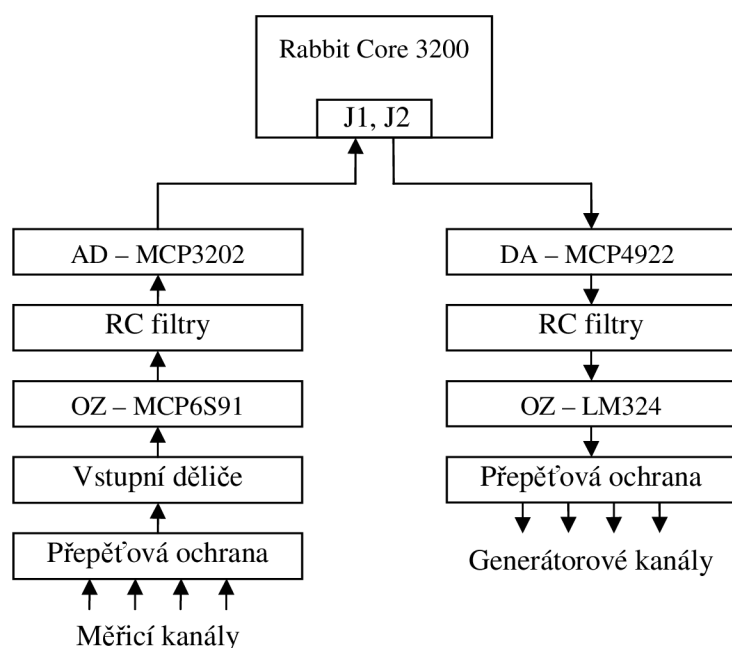 Rabbit Core 3200
J1, J2
AD – MCP3202
RC filtry
OZ – MCP6S91
Vstupní děliče
Přepěťová ochrana
Měřicí kanály
DA – MCP4922
RC filtry
OZ – LM324
Přepěťová ochrana
Generátorové kanály